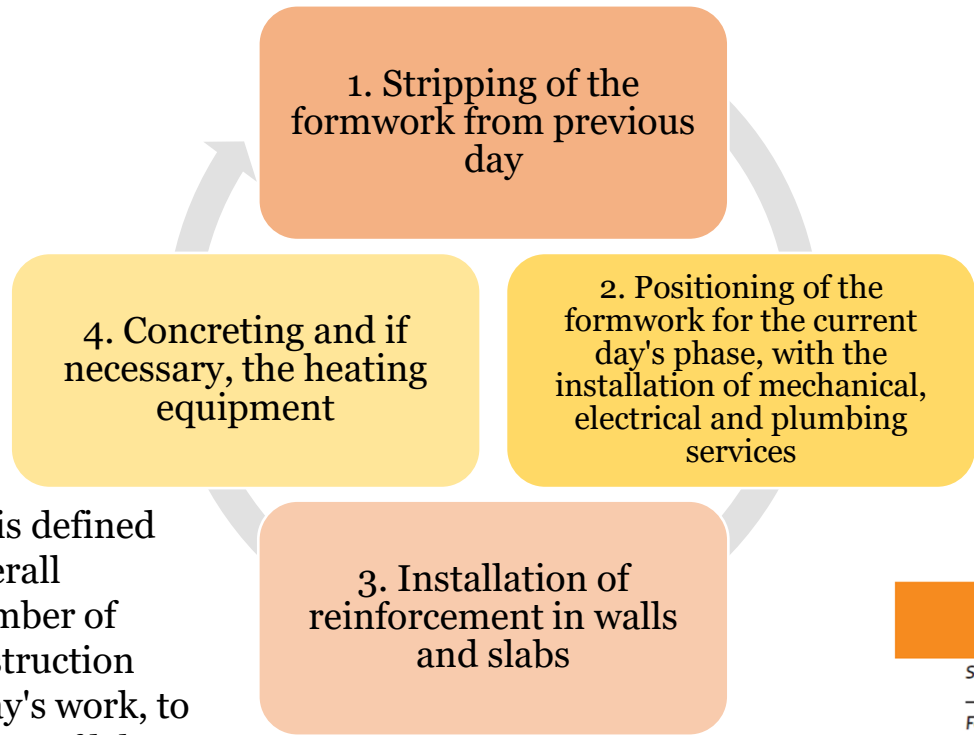 1. Stripping of the
formwork from previous
day
2. Positioning of the
formwork for the current
day's phase, with the
installation of mechanical,
electrical and plumbing
services
3. Installation of
reinforcement in walls
and slabs
4. Concreting and if
necessary, the heating
equipment
is defined
erall
mber of
struction
ay's work, to
S
F